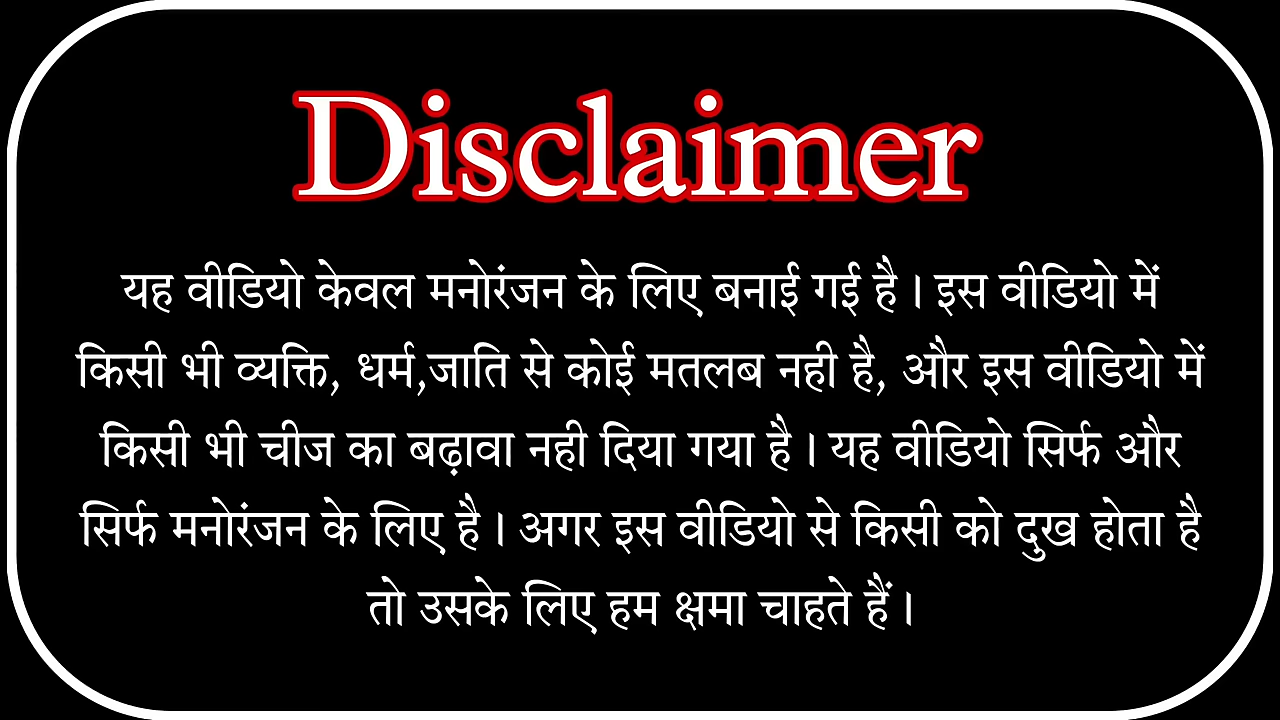 Disclaimer
यह वीडियो केवल मनोरंजन के लिए बनाई गई है। इस वीडियो में
किसी भी व्यक्ति, धर्म,जाति से कोई मतलब नही है, और इस वीडियो में
किसी भी चीज का बढ़ावा नही दिया गया है। यह वीडियो सिर्फ और
सिर्फ मनोरंजन के लिए है। अगर इस वीडियो से किसी को दुख होता है
तो उसके लिए हम क्षमा चाहते हैं।